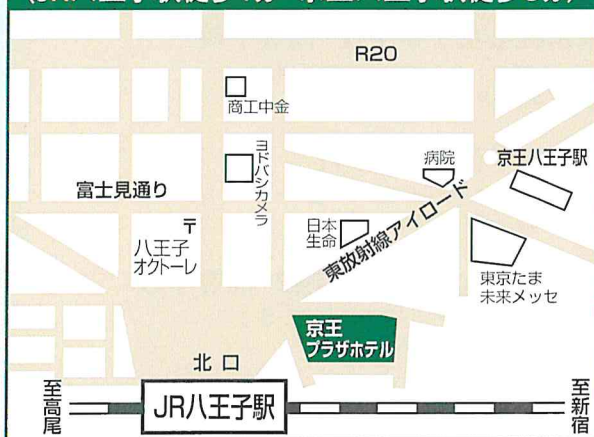 R20
商工中金
ヨドバシカメラ
病院
京王八王子駅
富士見通り
〒
八王子
オクトーレ
日本
生命
東放射線アイロード
東京たま
未来メッセ
京王
プラザホテル
北口
至高尾
JR八王子駅
至新宿